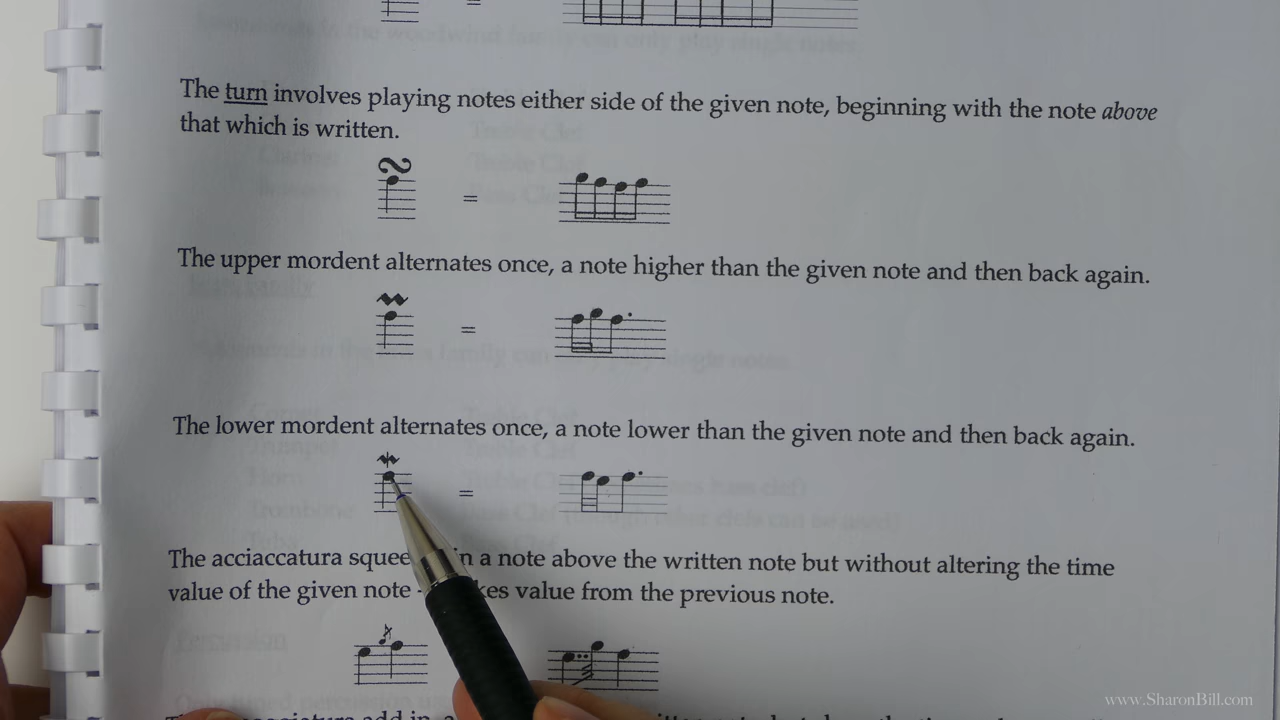 The turn involves playing notes either side of the given note, beginning with the note above
that which is written.
=
The upper mordent alternates once, a note higher than the given note and then back again.
=
The lower mordent alternates once, a note lower than the given note and then back again.
=
The acciaccatura squee in a note above the written note but without altering the time
value of the given note - kes value from the previous note.
www.SharonBill.com